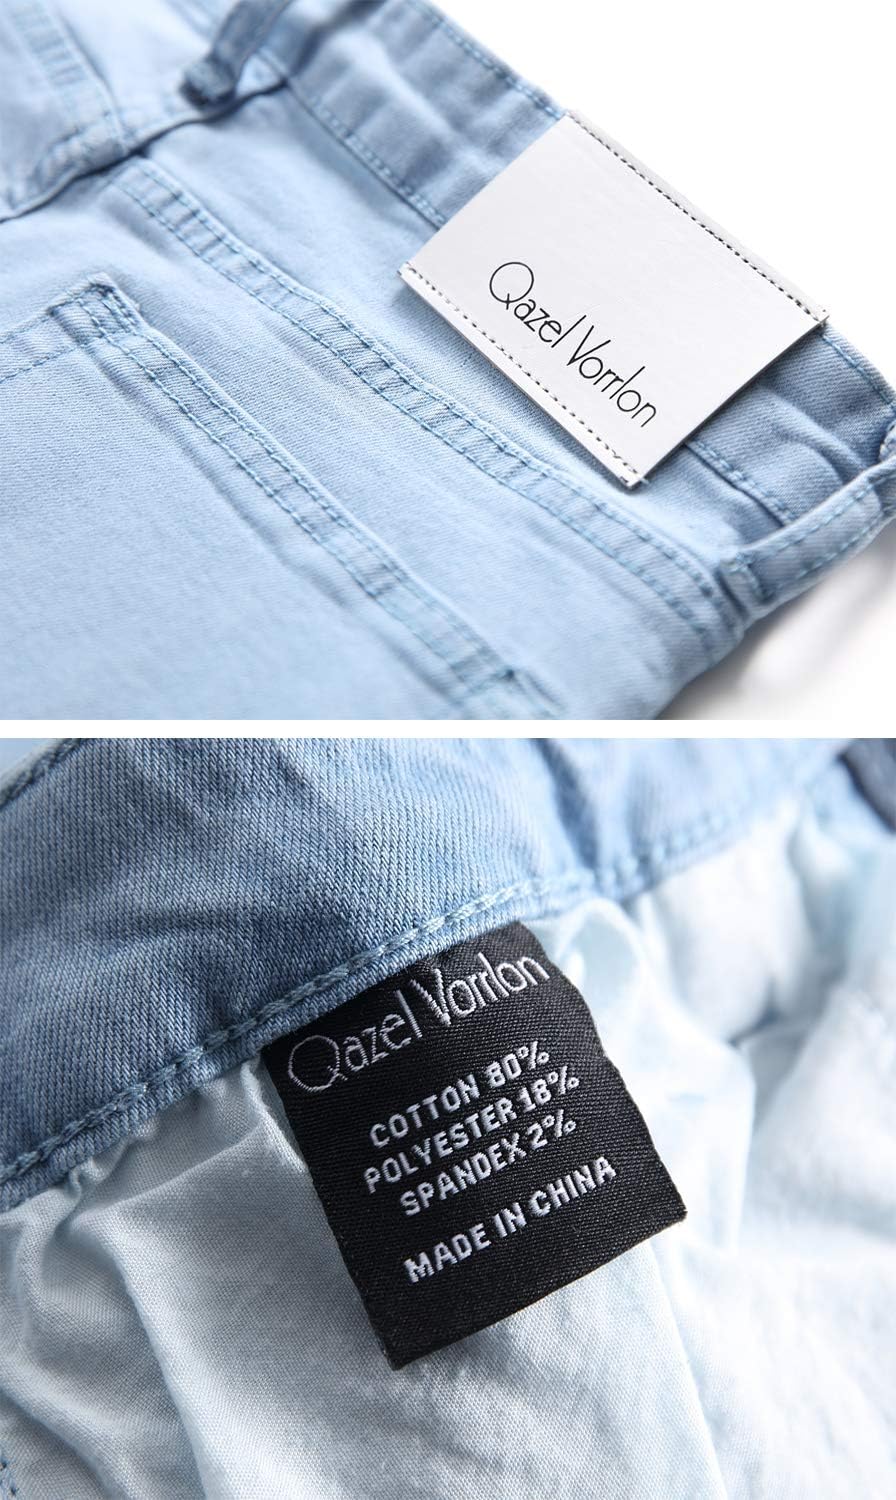 Qazel Vorrlon
Qazel Vorrlon
COTTON 80%
POLYESTER 18%
SPANDEX 2%
MADE IN CHINA